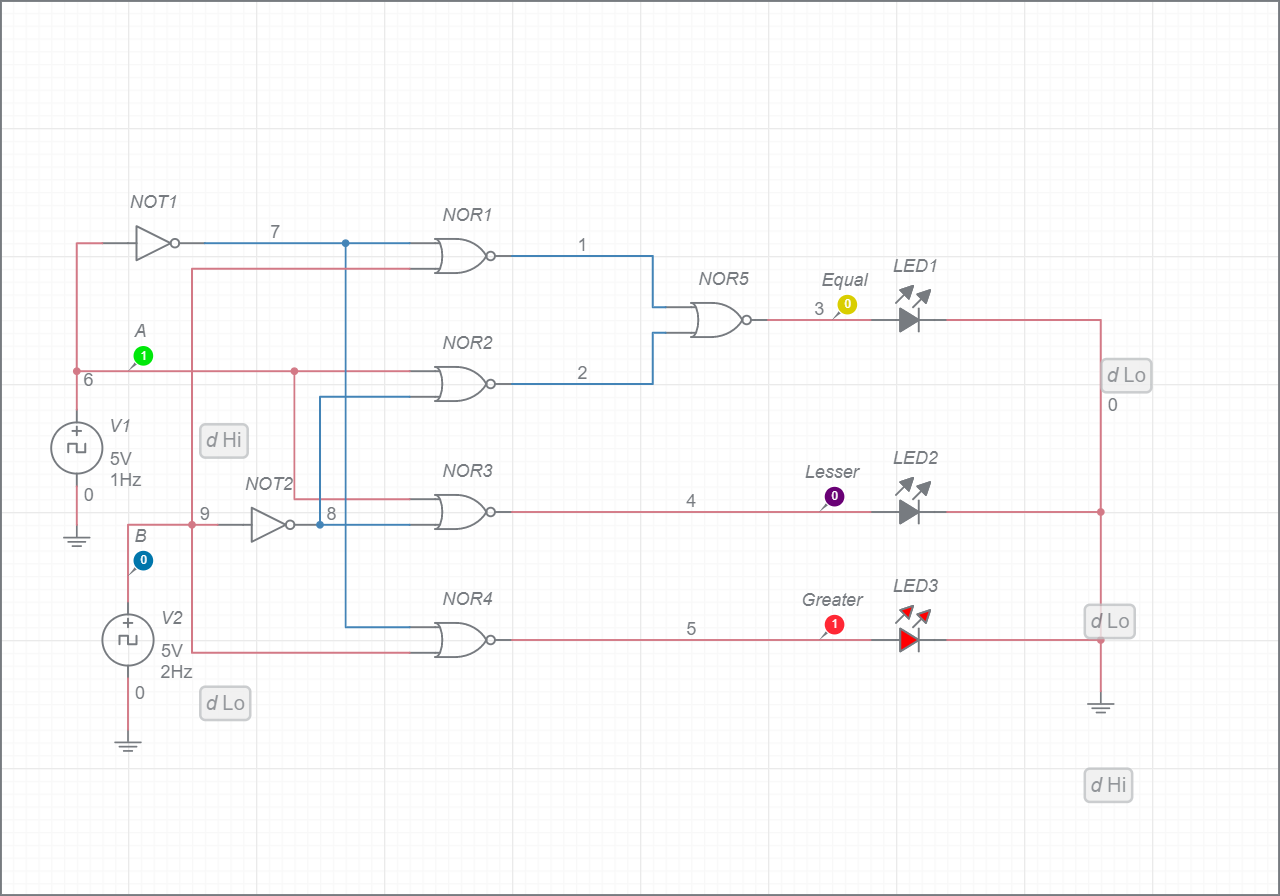 NOT1
7
NOR1
1
NOR5
Equal
0
3
LED1
A
1
6
NOR2
2
d Lo
0
V1
5V
1Hz
0
d Hi
NOT2
9
8
NOR3
4
Lesser
0
LED2
B
0
V2
5V
2Hz
0
NOR4
5
Greater
1
LED3
d Lo
d Lo
d Hi